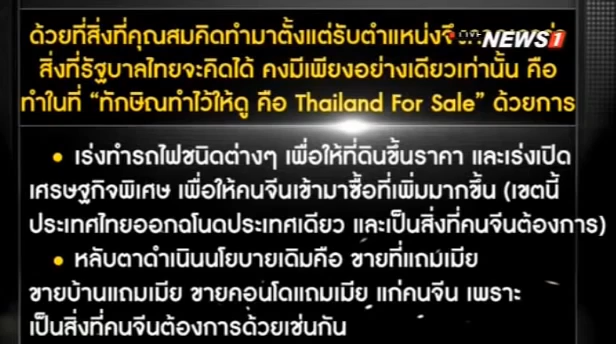 NEWS1
ด้วยที่สิ่งที่คุณสมคิดทำมาตั้งแต่รับตำแหน่งจึง
สิ่งที่รัฐบาลไทยจะคิดได้ คงมีเพียงอย่างเดียวเท่านั้น คือ
ทำในที่ “ทักษิณทำไว้ให้ดู คือ Thailand For Sale” ด้วยการ
• เร่งทำรถไฟชนิดต่างๆ เพื่อให้ที่ดินขึ้นราคา และเร่งเปิด
เศรษฐกิจพิเศษ เพื่อให้คนจีนเข้ามาซื้อที่เพิ่มมากขึ้น (เขตนี้
ประเทศไทยออกฉโนดประเทศเดียว และเป็นสิ่งที่คนจีนต้องการ)
• หลับตาดำเนินนโยบายเดิมคือ ขายที่แถมเมีย
ขายบ้านแถมเมีย ขายคอนโดแถมเมีย แก่คนจีน เพราะ
เป็นสิ่งที่คนจีนต้องการด้วยเช่นกัน